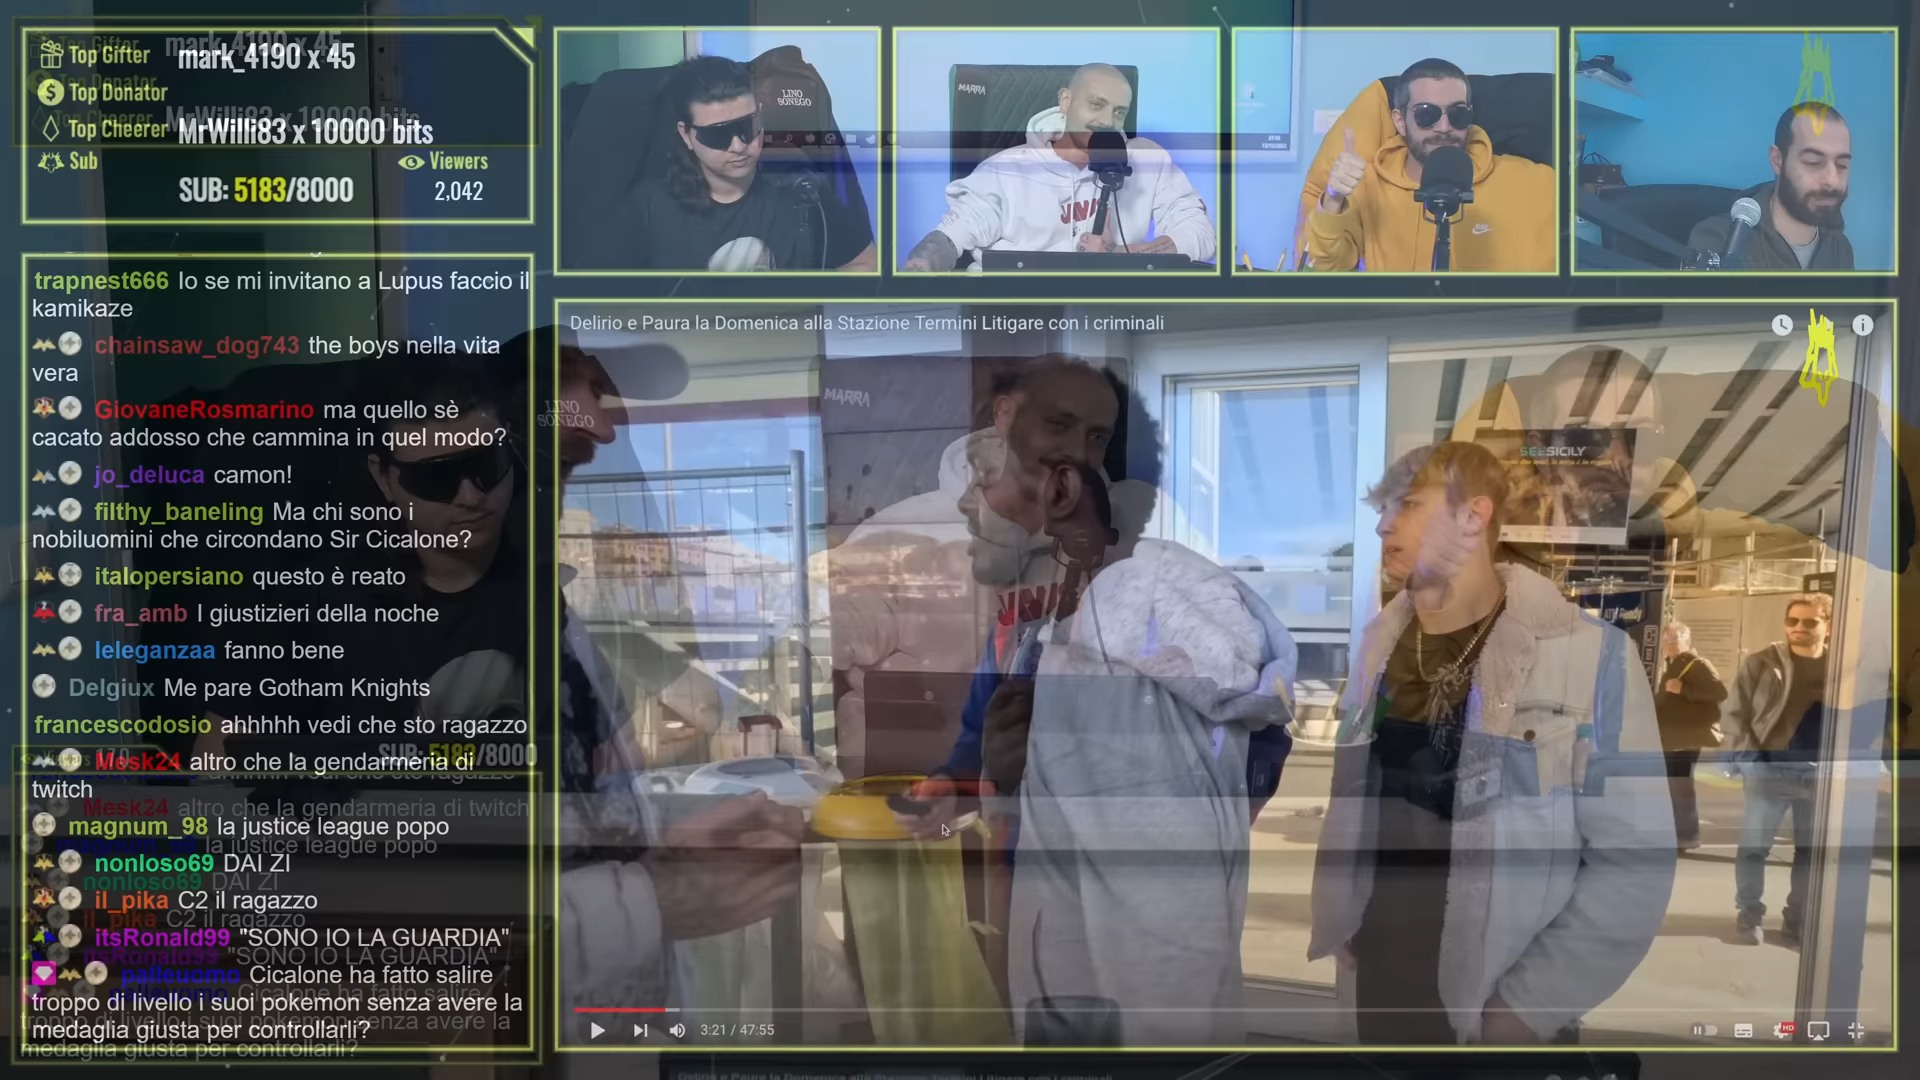 Top Gifter mark_4190 x 45
Top Donator
Top Cheerer MrWilli83 x 10000 bits
Sub
Viewers
SUB: 5183/8000
2,042
trapnest666 Io se mi invitano a Lupus faccio il
kamikaze
chainsaw_dog743 the boys nella vita
vera
GiovaneRosmarino ma quello sè
cacato addosso che cammina in quel modo?
jo_deluca camon!
filthy_baneling Ma chi sono i
nobiluomini che circondano Sir Cicalone?
italopersiano questo è reato
fra_amb I giustizieri della noche
leleganzaa fanno bene
Delgiux Me pare Gotham Knights
francescodosio ahhhhh vedi che sto ragazzo
Mesk24 altro che la gendarmeria di
twitch
magnum_98 la justice league popo
nonloso69 DAI ZI
il_pika C2 il ragazzo
itsRonald99 "SONO IO LA GUARDIA"
palleuomo Cicalone ha fatto salire
troppo di livello i suoi pokemon senza avere la
medaglia giusta per controllarli?
LINO
SONEGO
MARRA
Delirio e Paura la Domenica alla Stazione Termini Litigare con i criminali
LINO
SONEGO
MARRA
SEESICILY
ATM Ready
3:21 / 47:55
HD